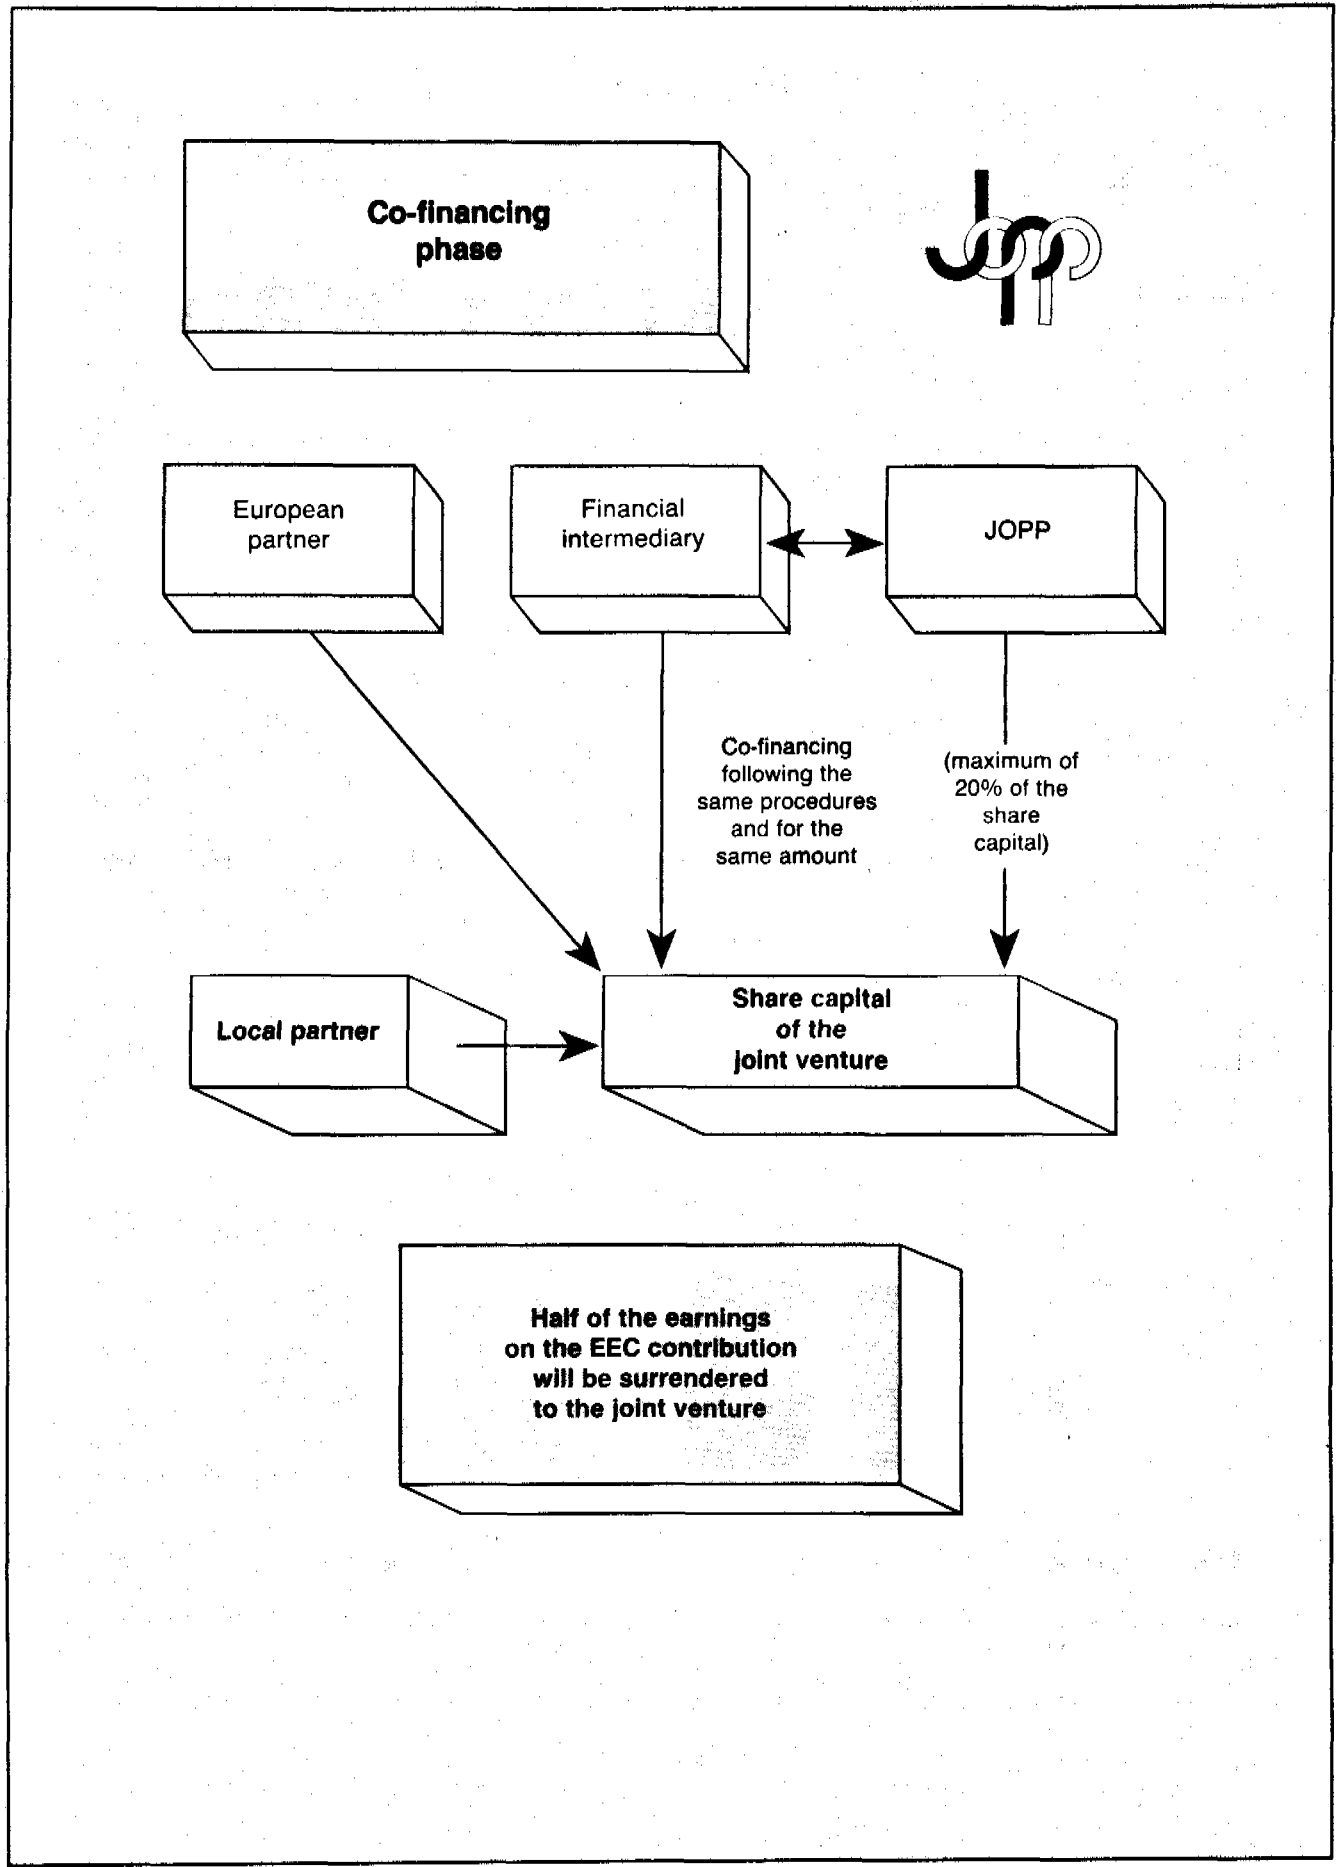 Co-financing
phase
Jopp
European
partner
Financial
intermediary
JOPP
Co-financing
following the
same procedures
and for the
same amount
(maximum of
20% of the
share
capital)
Local partner
Share capital
of the
joint venture
Half of the earnings
on the EEC contribution
will be surrendered
to the joint venture